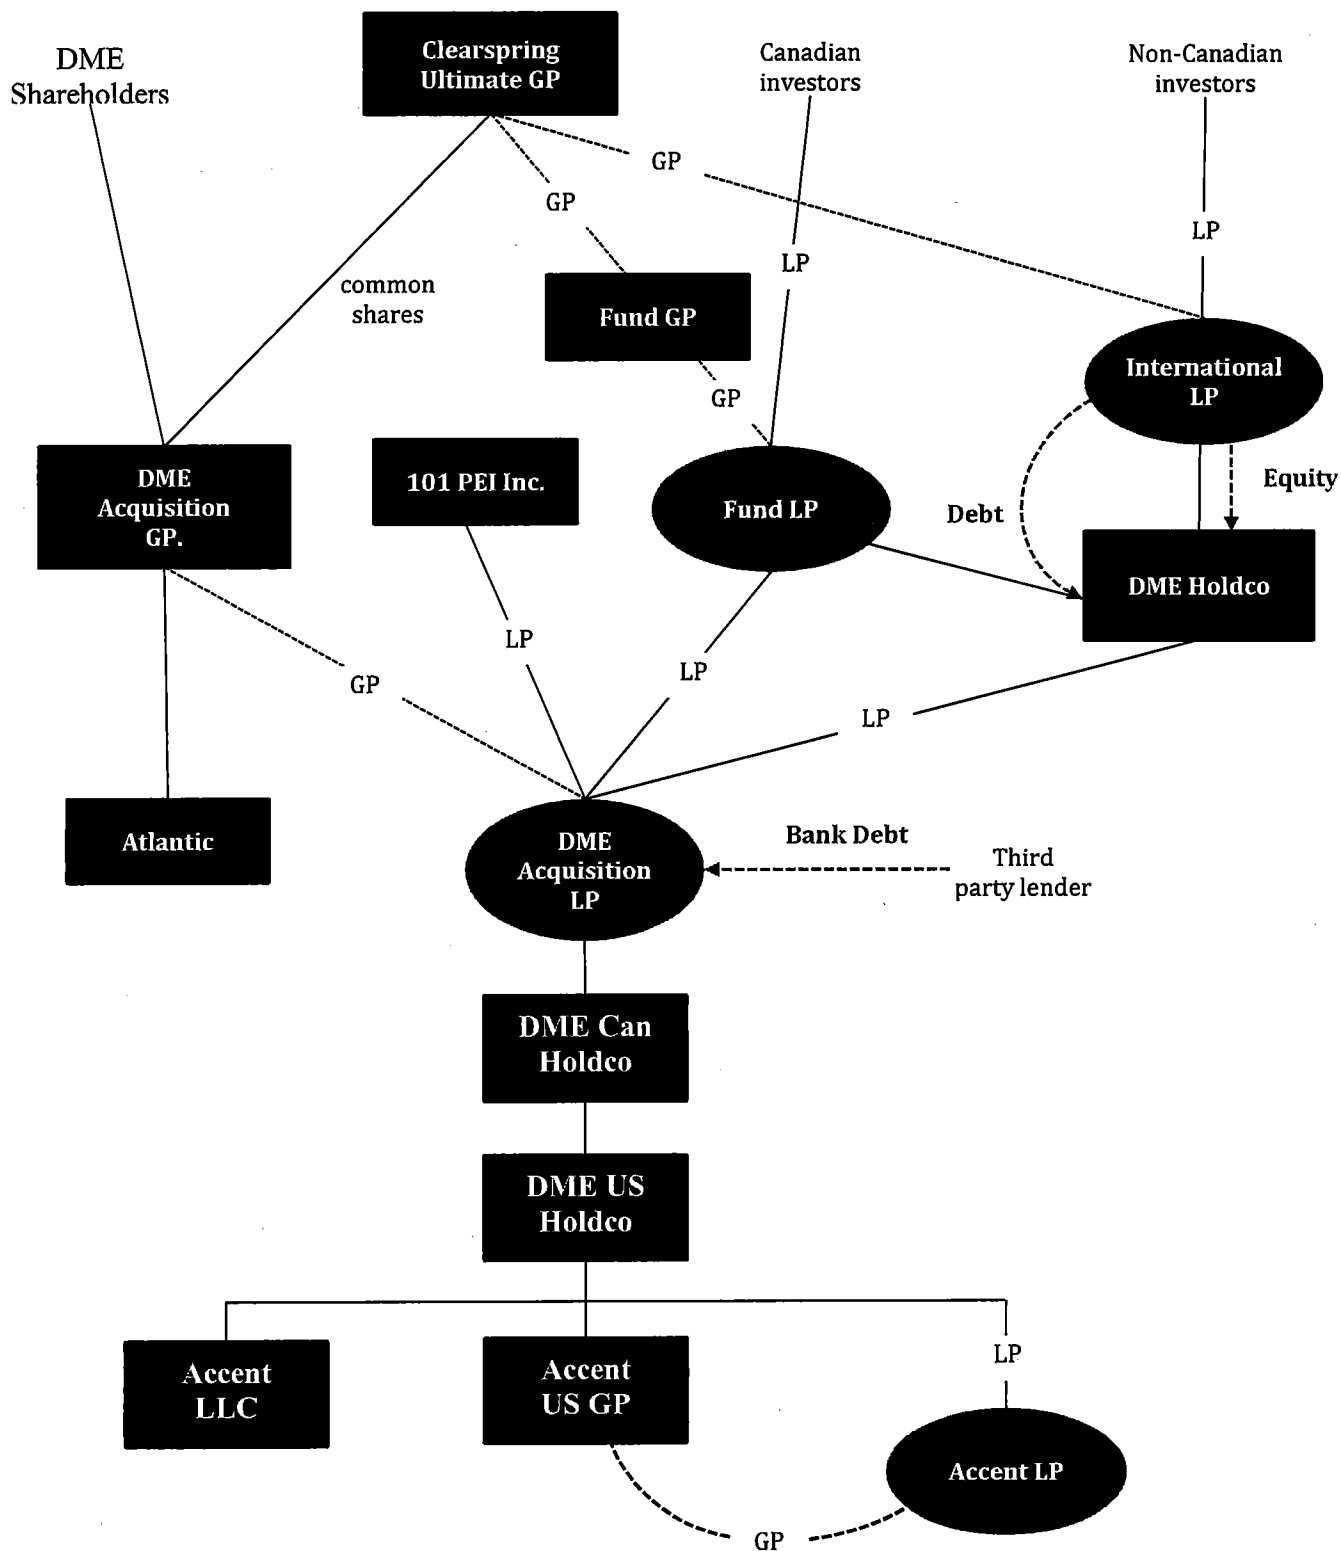 DME
Shareholders
Clearspring
Ultimate GP
Canadian
investors
Non-Canadian
investors
GP
GP
LP
LP
common
shares
Fund GP
GP
International
LP
DME
Acquisition
GP.
101 PEI Inc.
Fund LP
Debt
Equity
DME Holdco
LP
LP
GP
LP
Atlantic
DME
Acquisition
LP
Bank Debt
Third
party lender
DME Can
Holdco
DME US
Holdco
Accent
LLC
Accent
US GP
LP
Accent LP
GP